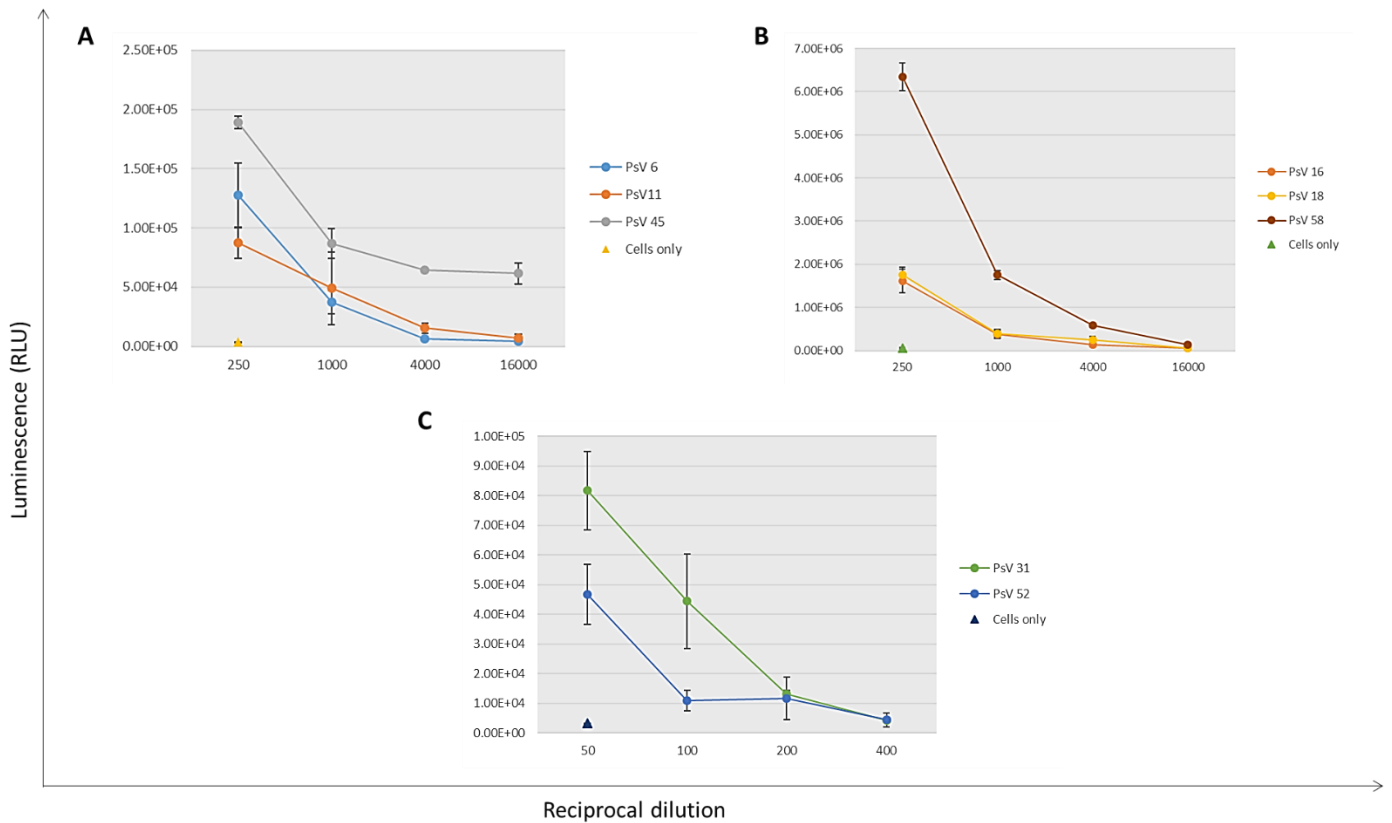 A
2.50E+05
2.00E+05
1.50E+05
1.00E+05
5.00E+04
0.00E+00
250 1000 4000 16000
PsV 6
PsV11
PsV 45
Cells only
B
7.00E+06
6.00E+06
5.00E+06
4.00E+06
3.00E+06
2.00E+06
1.00E+06
0.00E+00
250 1000 4000 16000
PsV 16
PsV 18
PsV 58
Cells only
C
1.00E+05
9.00E+04
8.00E+04
7.00E+04
6.00E+04
5.00E+04
4.00E+04
3.00E+04
2.00E+04
1.00E+04
0.00E+00
50 100 200 400
PsV 31
PsV 52
Cells only
Luminescence (RLU)
Reciprocal dilution